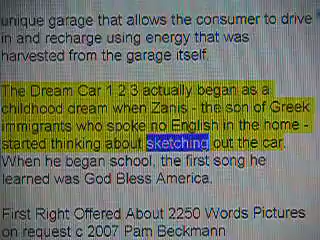 unique garage that allows the consumer to drive
in and recharge using energy that was
harvested from the garage itself.
The Dream Car 1 2 3 actually began as a
childhood dream when Zanis - the son of Greek
immigrants who spoke no English in the home -
started thinking about sketching out the car.
When he began school, the first song he
learned was God Bless America.
First Right Offered About 2250 Words Pictures
on request c 2007 Pam Beckmann